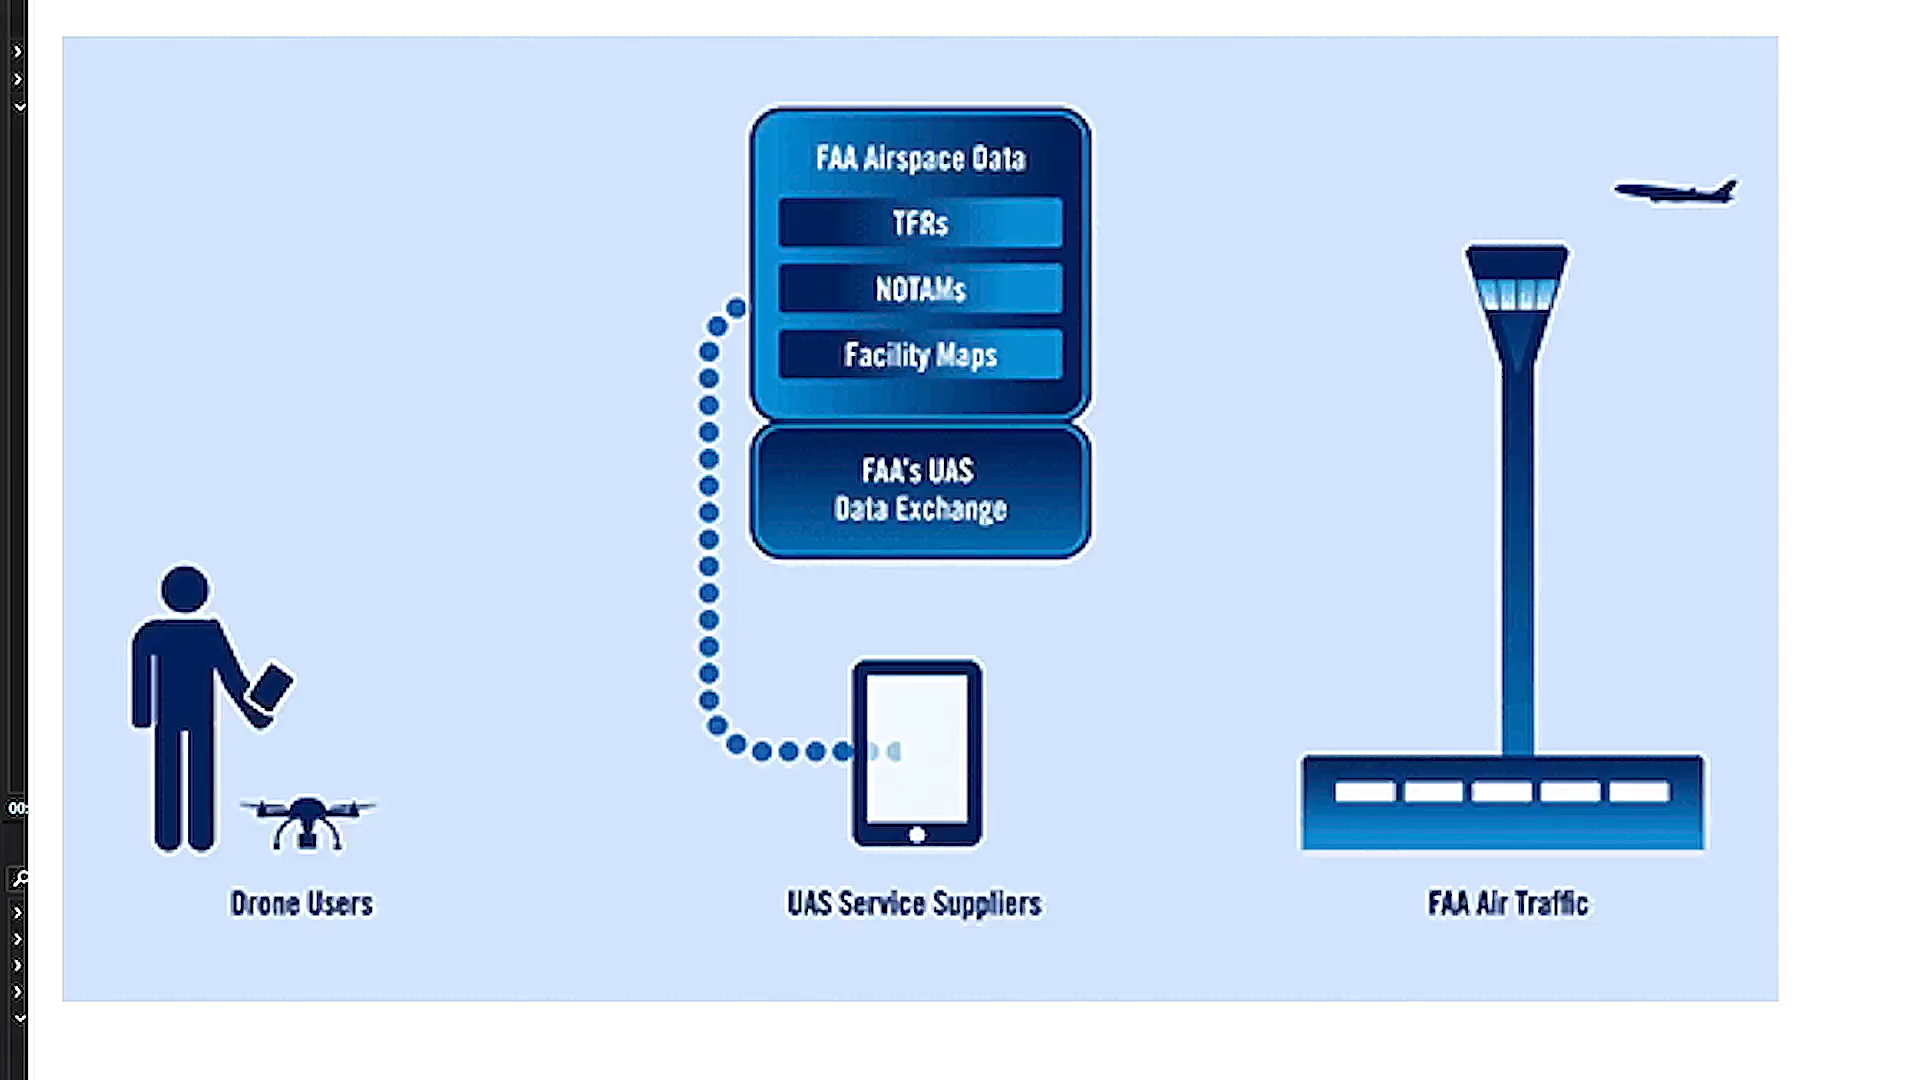 FAA Airspace Data
TFRs
NOTAMs
Facility Maps
FAA's UAS
Data Exchange
00:
Drone Users
UAS Service Suppliers
FAA Air Traffic